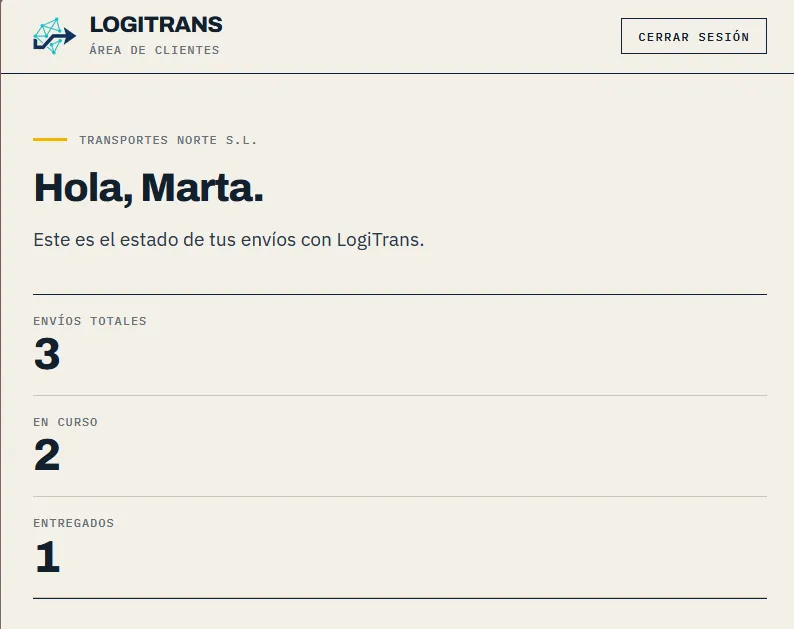 LOGITRANS
ÁREA DE CLIENTES
CERRAR SESIÓN
TRANSPORTES NORTE S.L.
Hola, Marta.
Este es el estado de tus envíos con LogiTrans.
ENVÍOS TOTALES
3
EN CURSO
2
ENTREGADOS
1